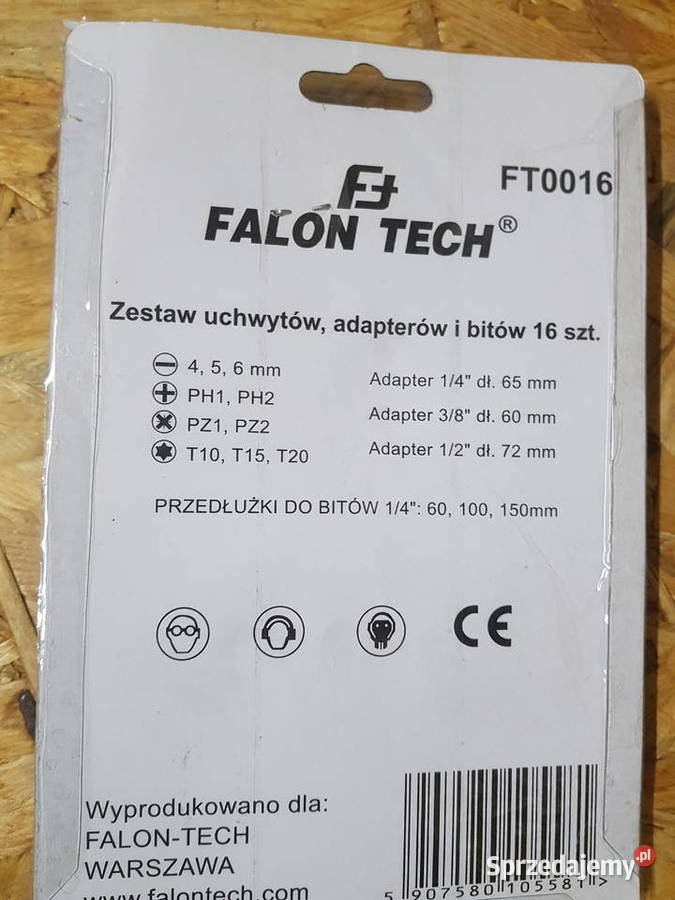 FT0016
FALON TECH®
Zestaw uchwytów, adapterów i bitów 16 szt.
4, 5, 6 mm
PH1, PH2
PZ1, PZ2
T10, T15, T20
Adapter 1/4" dł. 65 mm
Adapter 3/8" dł. 60 mm
Adapter 1/2" dł. 72 mm
PRZEDŁUŻKI DO BITÓW 1/4": 60, 100, 150mm
CE
Wyprodukowano dla:
FALON-TECH
WARSZAWA
www.falontech.com
5 907580 105581 >
Sprzedajemy.pl